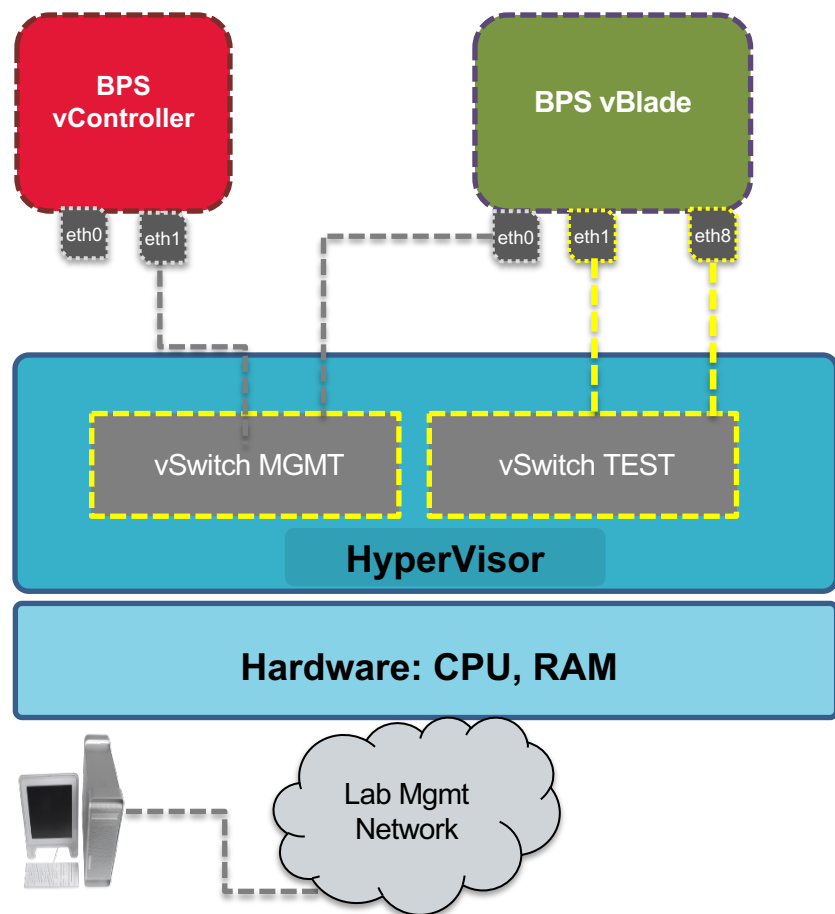 BPS
vController
BPS vBlade
eth0
eth1
eth0
eth1
eth8
vSwitch MGMT
vSwitch TEST
HyperVisor
Hardware: CPU, RAM
Lab Mgmt
Network